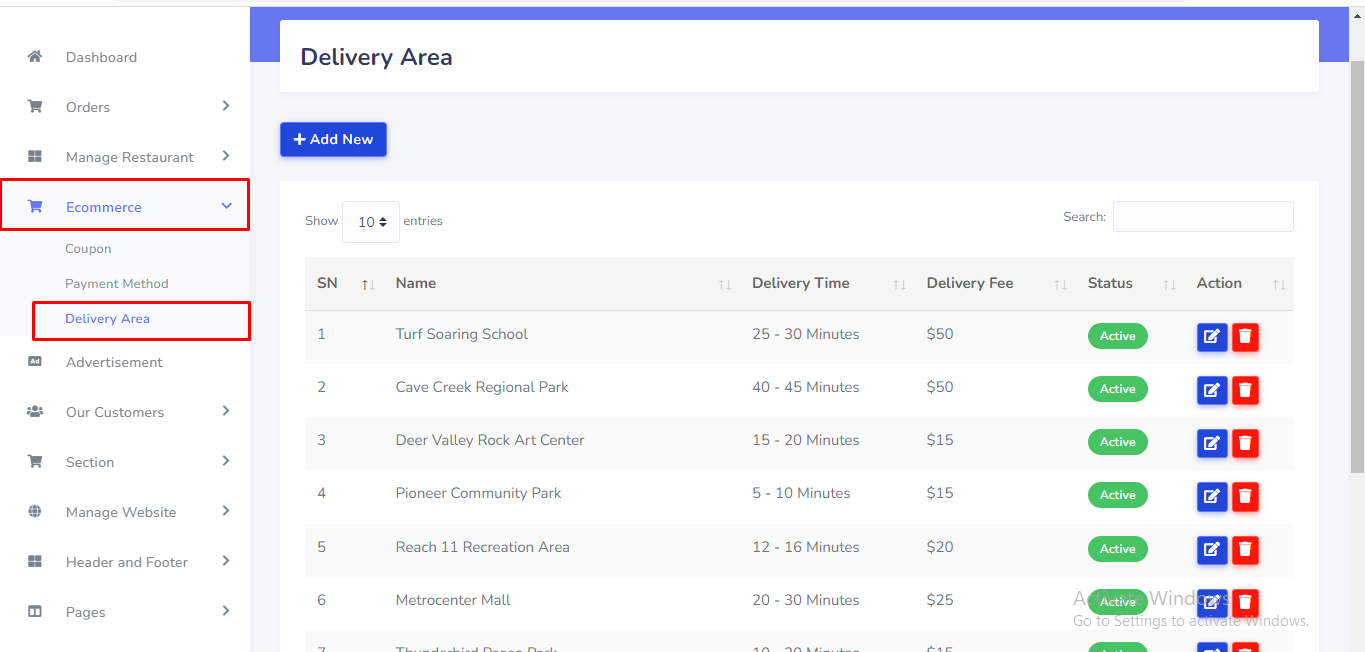 Delivery Area
Dashboard
Orders
Manage Restaurant
Ecommerce
Coupon
Payment Method
Delivery Area
Ad Advertisement
Our Customers
Section
Manage Website
Header and Footer
Pages
+ Add New
Show 10 entries
Search:
SN Name Delivery Time Delivery Fee Status Action
1 Turf Soaring School 25 - 30 Minutes $50 Active
2 Cave Creek Regional Park 40 - 45 Minutes $50 Active
3 Deer Valley Rock Art Center 15 - 20 Minutes $15 Active
4 Pioneer Community Park 5 - 10 Minutes $15 Active
5 Reach 11 Recreation Area 12 - 16 Minutes $20 Active
6 Metrocenter Mall 20 - 30 Minutes $25 Active
Activate Windows
Go to Settings to activate Windows.